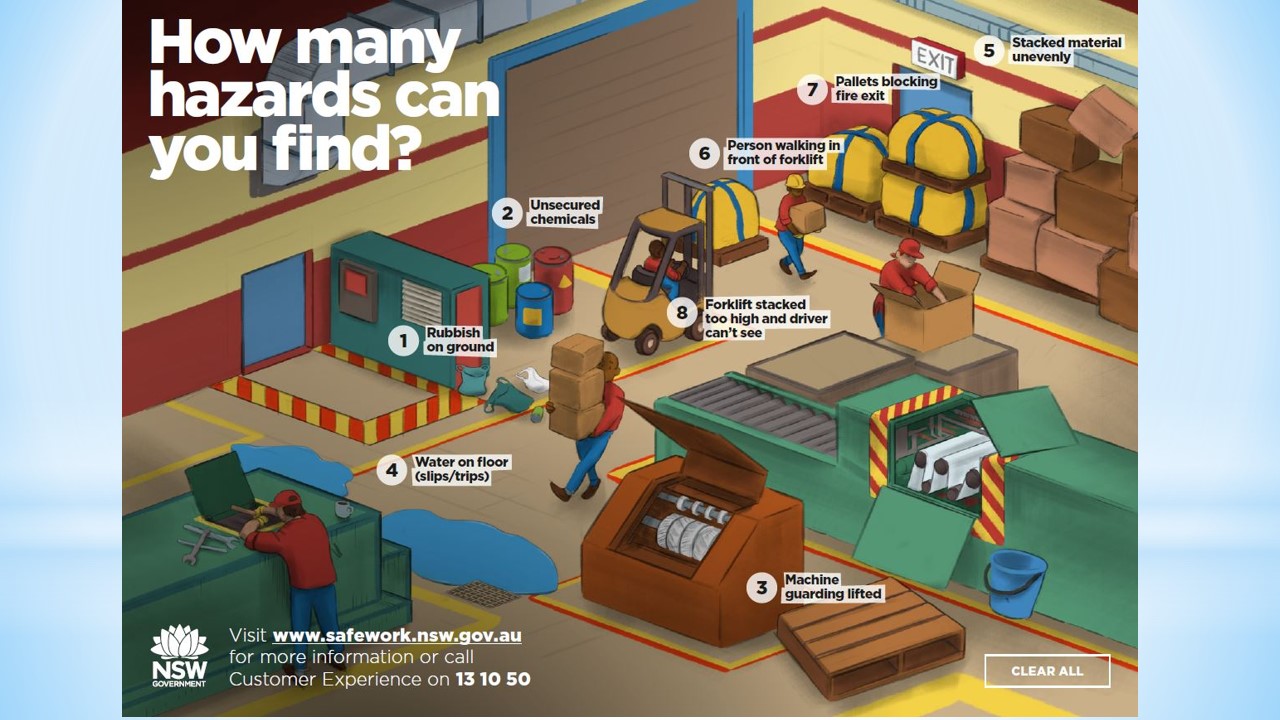 How many
hazards can
you find?
EXIT
5 Stacked material
unevenly
7 Pallets blocking
fire exit
6 Person walking in
front of forklift
2 Unsecured
chemicals
8 Forklift stacked
too high and driver
can't see
1 Rubbish
on ground
4 Water on floor
(slips/trips)
3 Machine
guarding lifted
NSW
GOVERNMENT
Visit www.safework.nsw.gov.au
for more information or call
Customer Experience on 13 10 50
CLEAR ALL